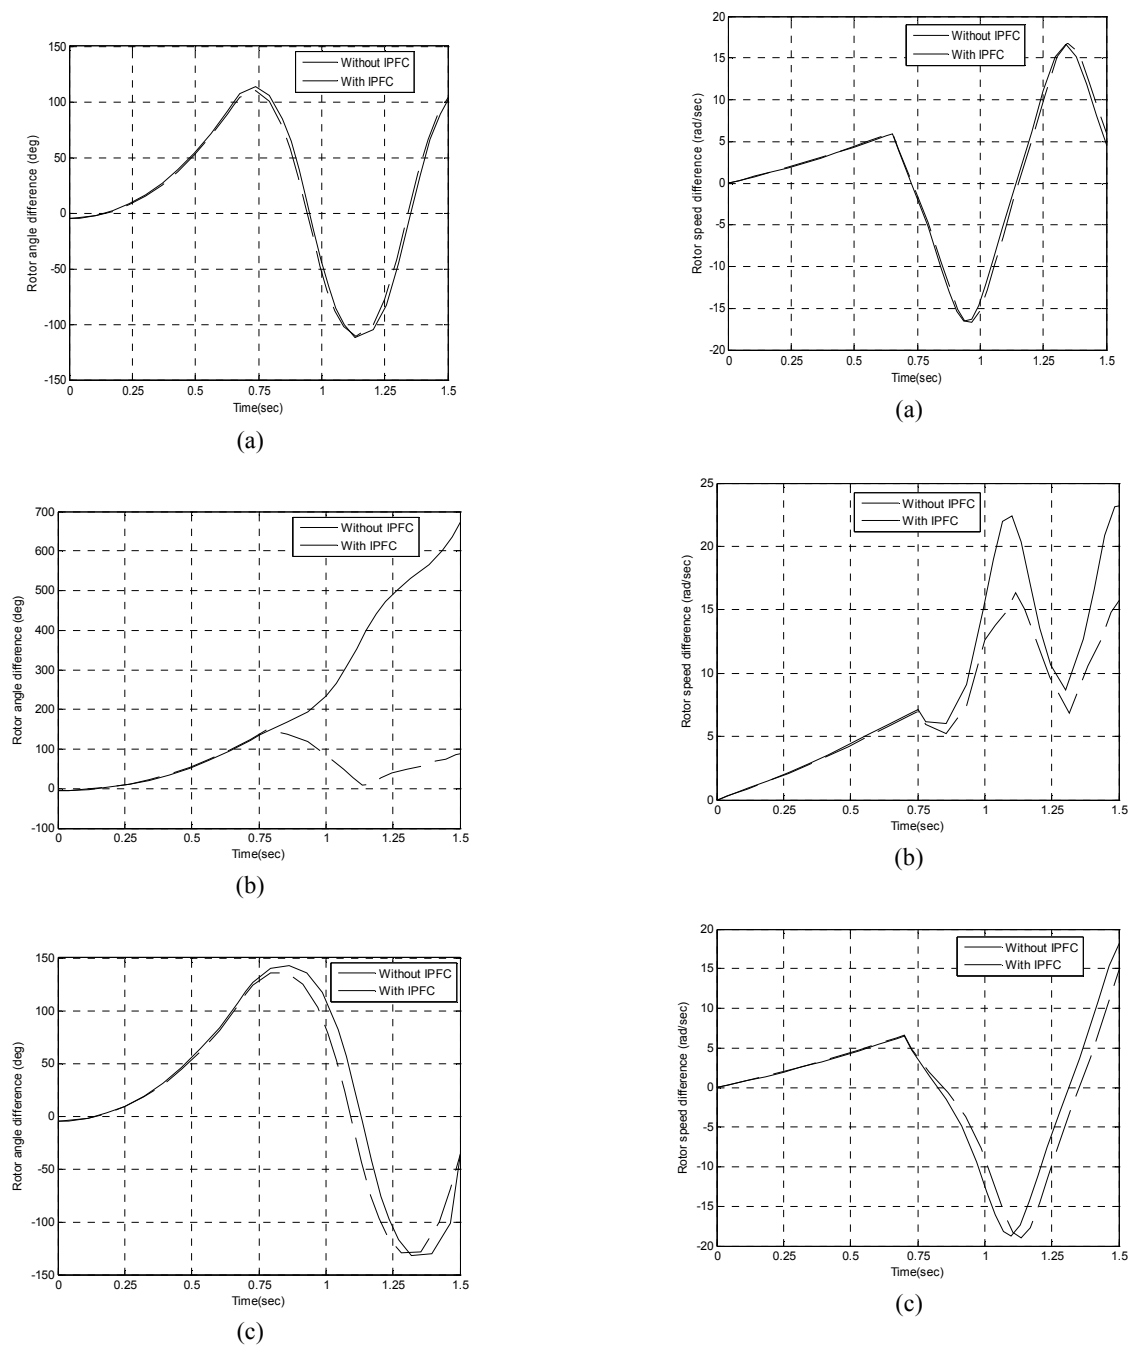 150
100
50
0
-50
-100
-150
Rotor angle difference (deg)
Without IPFC
With IPFC
0 0.25 0.5 0.75 1 1.25 1.5
Time(sec)
(a)
700
600
500
400
300
200
100
0
-100
Rotor angle difference (deg)
Without IPFC
With IPFC
0 0.25 0.5 0.75 1 1.25 1.5
Time(sec)
(b)
150
100
50
0
-50
-100
-150
Rotor angle difference (deg)
Without IPFC
With IPFC
0 0.25 0.5 0.75 1 1.25 1.5
Time(sec)
(c)
20
15
10
5
0
-5
-10
-15
-20
Rotor speed difference (rad/sec)
Without IPFC
With IPFC
0 0.25 0.5 0.75 1 1.25 1.5
Time(sec)
(a)
25
20
15
10
5
0
Rotor speed difference (rad/sec)
Without IPFC
With IPFC
0 0.25 0.5 0.75 1 1.25 1.5
Time(sec)
(b)
20
15
10
5
0
-5
-10
-15
-20
Rotor speed difference (rad/sec)
Without IPFC
With IPFC
0 0.25 0.5 0.75 1 1.25 1.5
Time(sec)
(c)